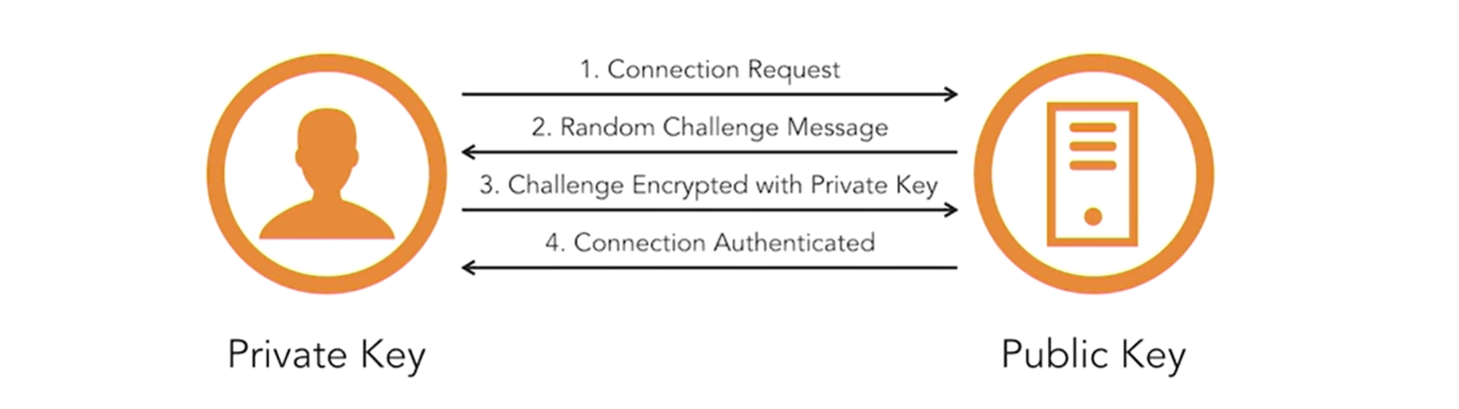 1. Connection Request
2. Random Challenge Message
3. Challenge Encrypted with Private Key
4. Connection Authenticated
Private Key
Public Key